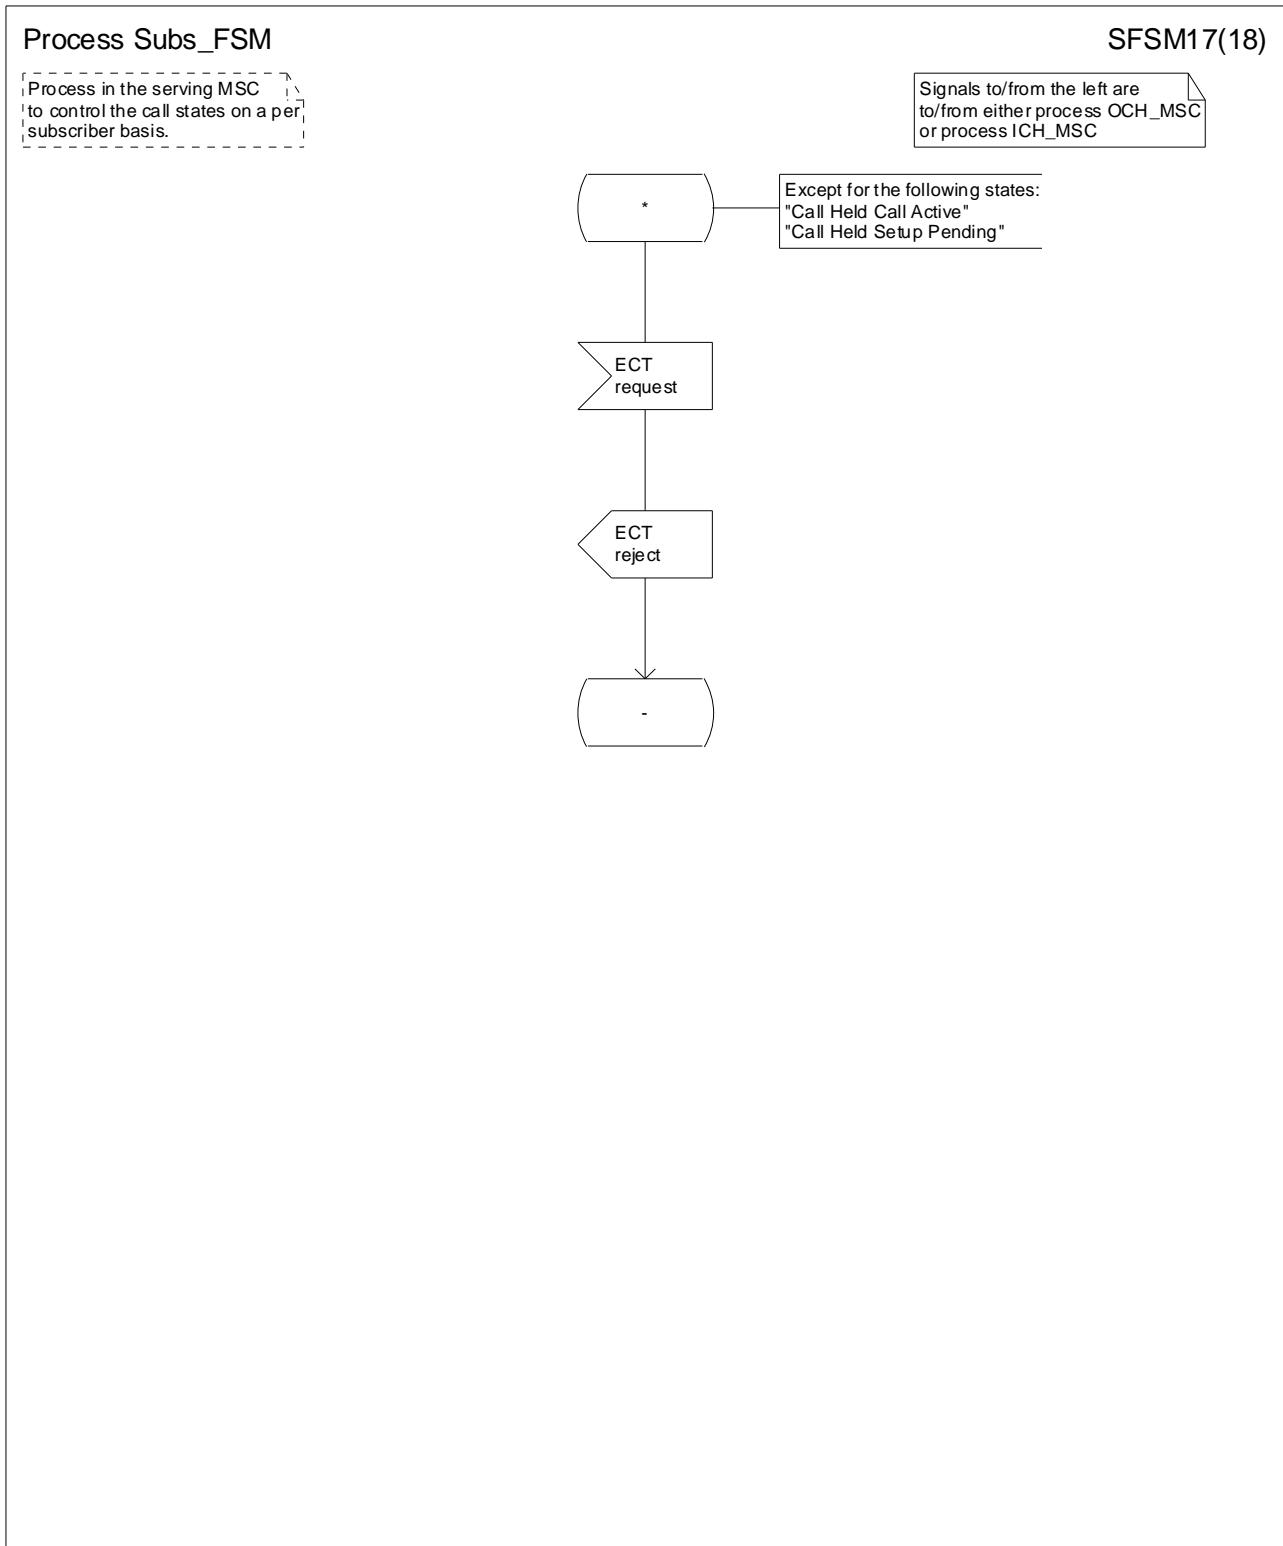 Process Subs_FSM
SFSM17(18)
Process in the serving MSC
to control the call states on a per
subscriber basis.
Signals to/from the left are
to/from either process OCH_MSC
or process ICH_MSC
*
Except for the following states:
"Call Held Call Active"
"Call Held Setup Pending"
ECT
request
ECT
reject
-